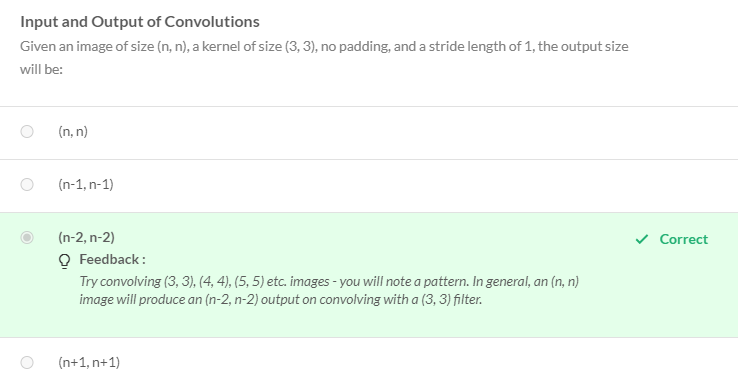 Input and Output of Convolutions
Given an image of size (n, n), a kernel of size (3, 3), no padding, and a stride length of 1, the output size
will be:
(n, n)
(n-1, n-1)
(n-2, n-2)
Correct
Feedback :
Try convolving (3, 3), (4, 4), (5, 5) etc. images - you will note a pattern. In general, an (n, n)
image will produce an (n-2, n-2) output on convolving with a (3, 3) filter.
(n+1, n+1)